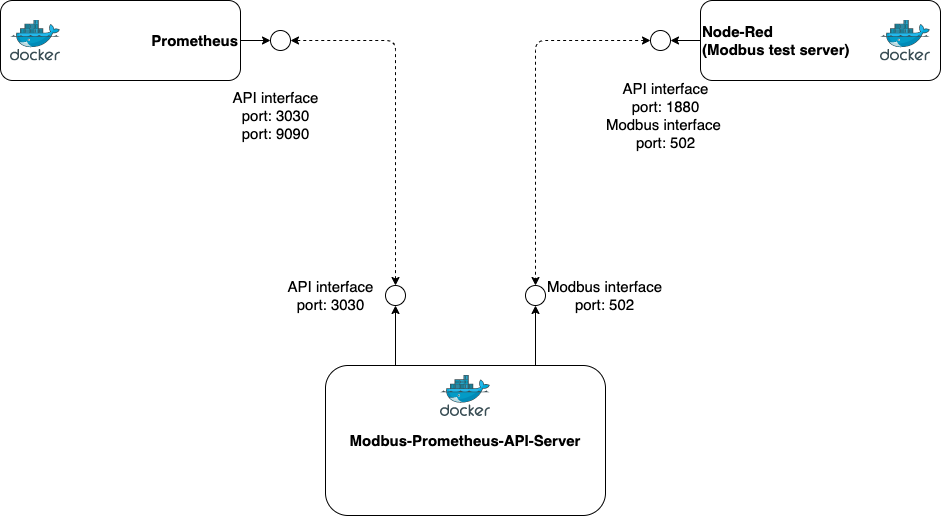 docker
Prometheus
API interface
port: 3030
port: 9090
Node-Red
(Modbus test server)
docker
API interface
port: 1880
Modbus interface
port: 502
API interface
port: 3030
Modbus interface
port: 502
docker
Modbus-Prometheus-API-Server